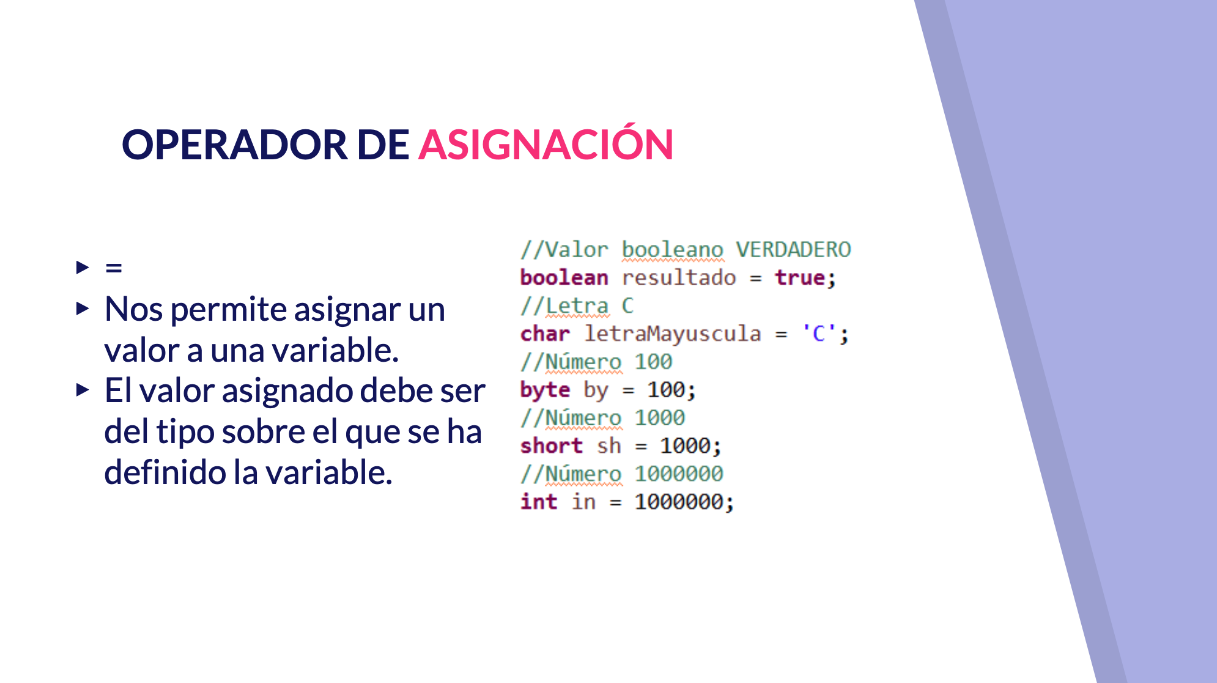 OPERADOR DE ASIGNACIÓN
=
Nos permite asignar un
valor a una variable.
El valor asignado debe ser
del tipo sobre el que se ha
definido la variable.
//Valor booleano VERDADERO
boolean resultado = true;
//Letra C
char letraMayuscula = 'C';
//Número 100
byte by = 100;
//Número 1000
short sh = 1000;
//Número 1000000
int in = 1000000;